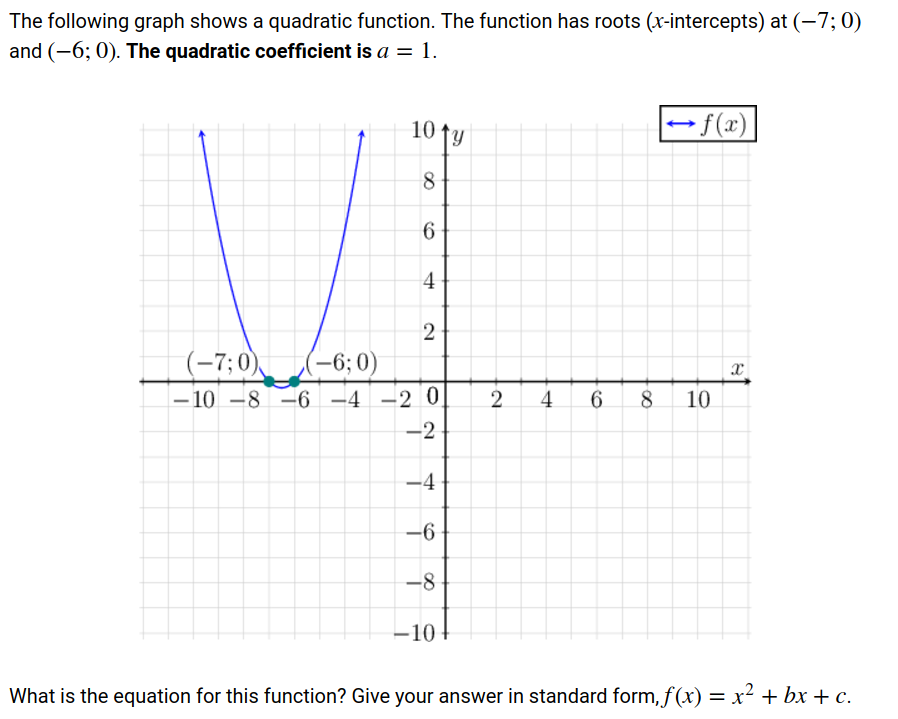 The following graph shows a quadratic function. The function has roots (x-intercepts) at (−7; 0)
and (−6; 0). The quadratic coefficient is a = 1.
10 y
f(x)
8
6
4
2
(−7; 0) (−6; 0) x
−10 −8 −6 −4 −2 0 2 4 6 8 10
−2
−4
−6
−8
−10
What is the equation for this function? Give your answer in standard form, f(x) = x² + bx + c.